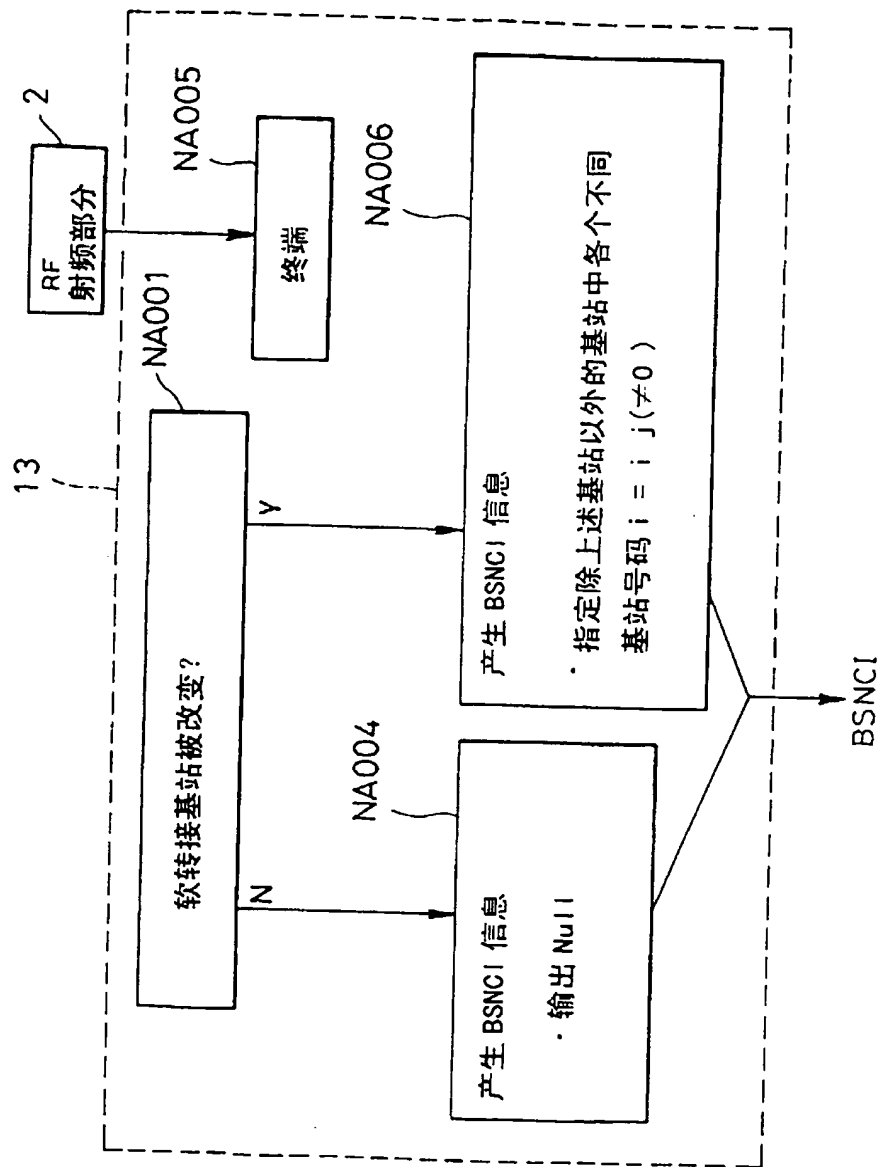 13
2
RF
射频部分
NA001
软转接基站被改变?
NA005
终端
N
Y
NA004
产生 BSNCI 信息
· 输出 Null
NA006
产生 BSNCI 信息
· 指定除上述基站以外的基站中各个不同
基站号码 i = i j(≠0)
BSNCI